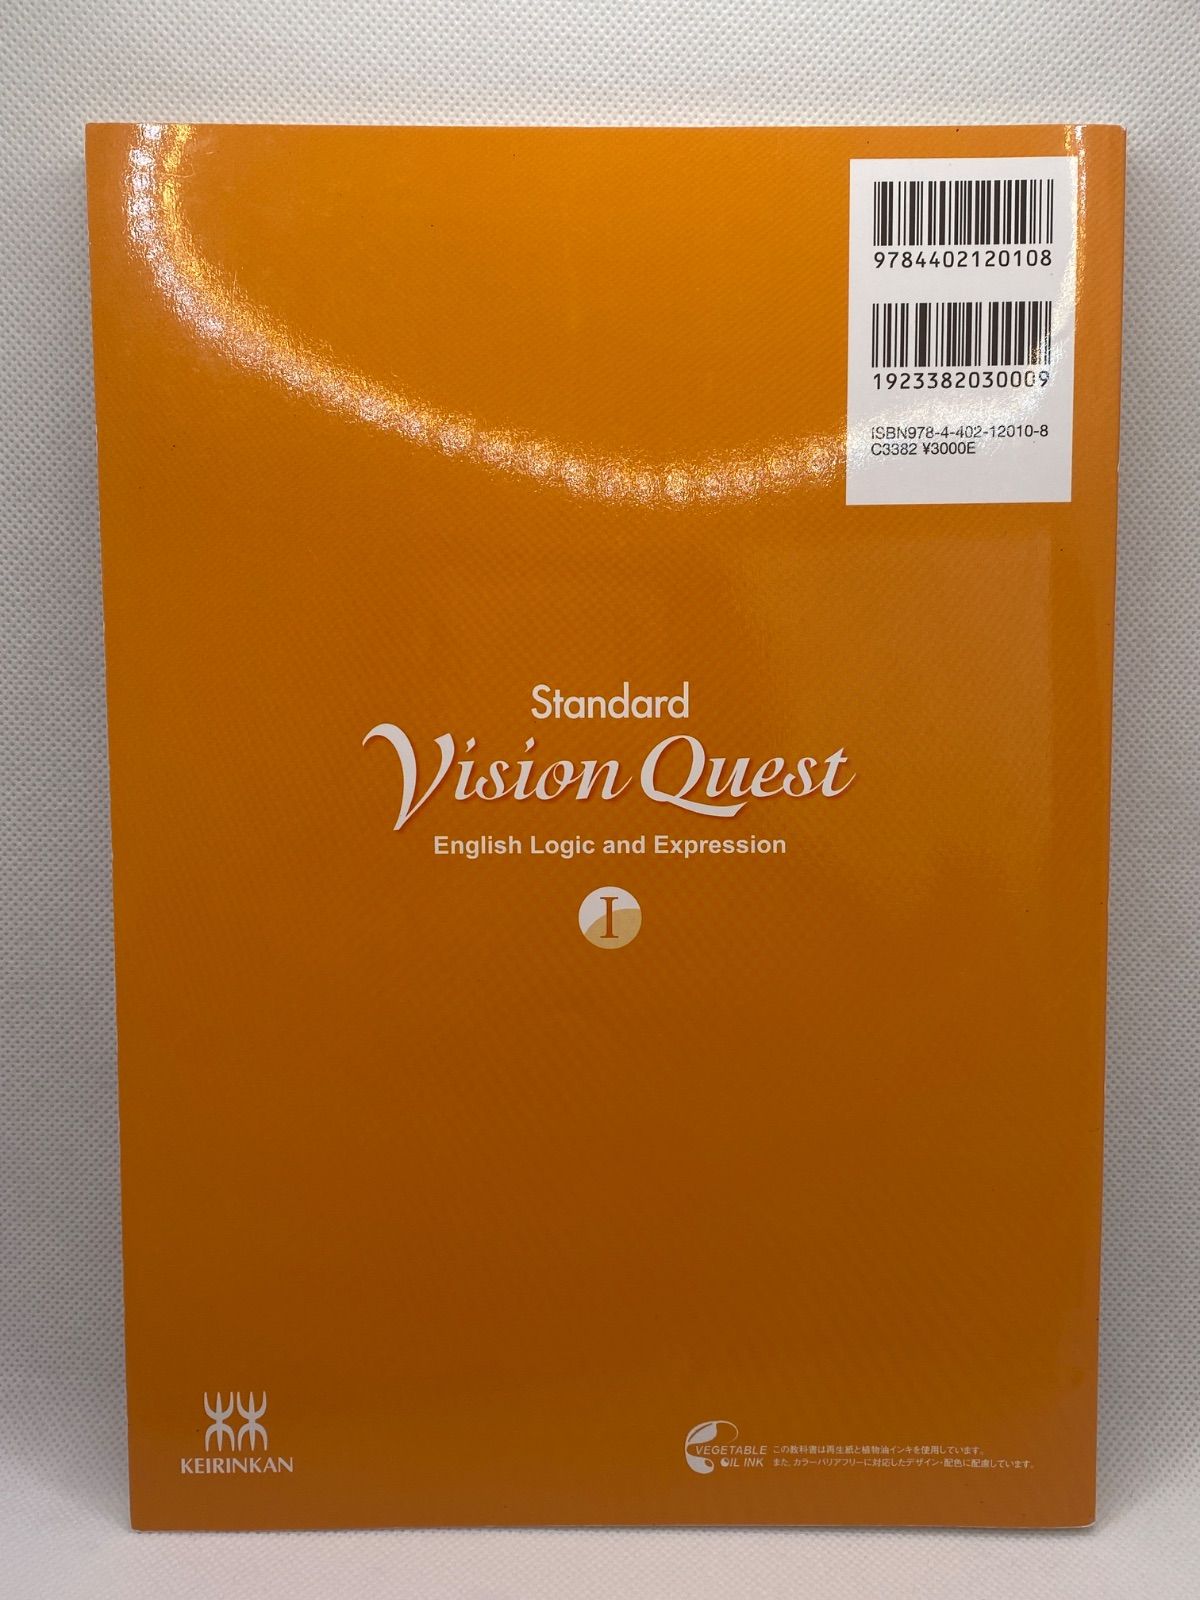 9784402120108
1923382030009
ISBN978-4-402-12010-8
C3382 ¥3000E
Standard
Vision Quest
English Logic and Expression
I
KEIRINKAN
VEGETABLE
OIL INK
この教科書は再生紙と植物油インキを使用しています。
また、カラーバリアフリーに対応したデザイン・配色に配慮しています。